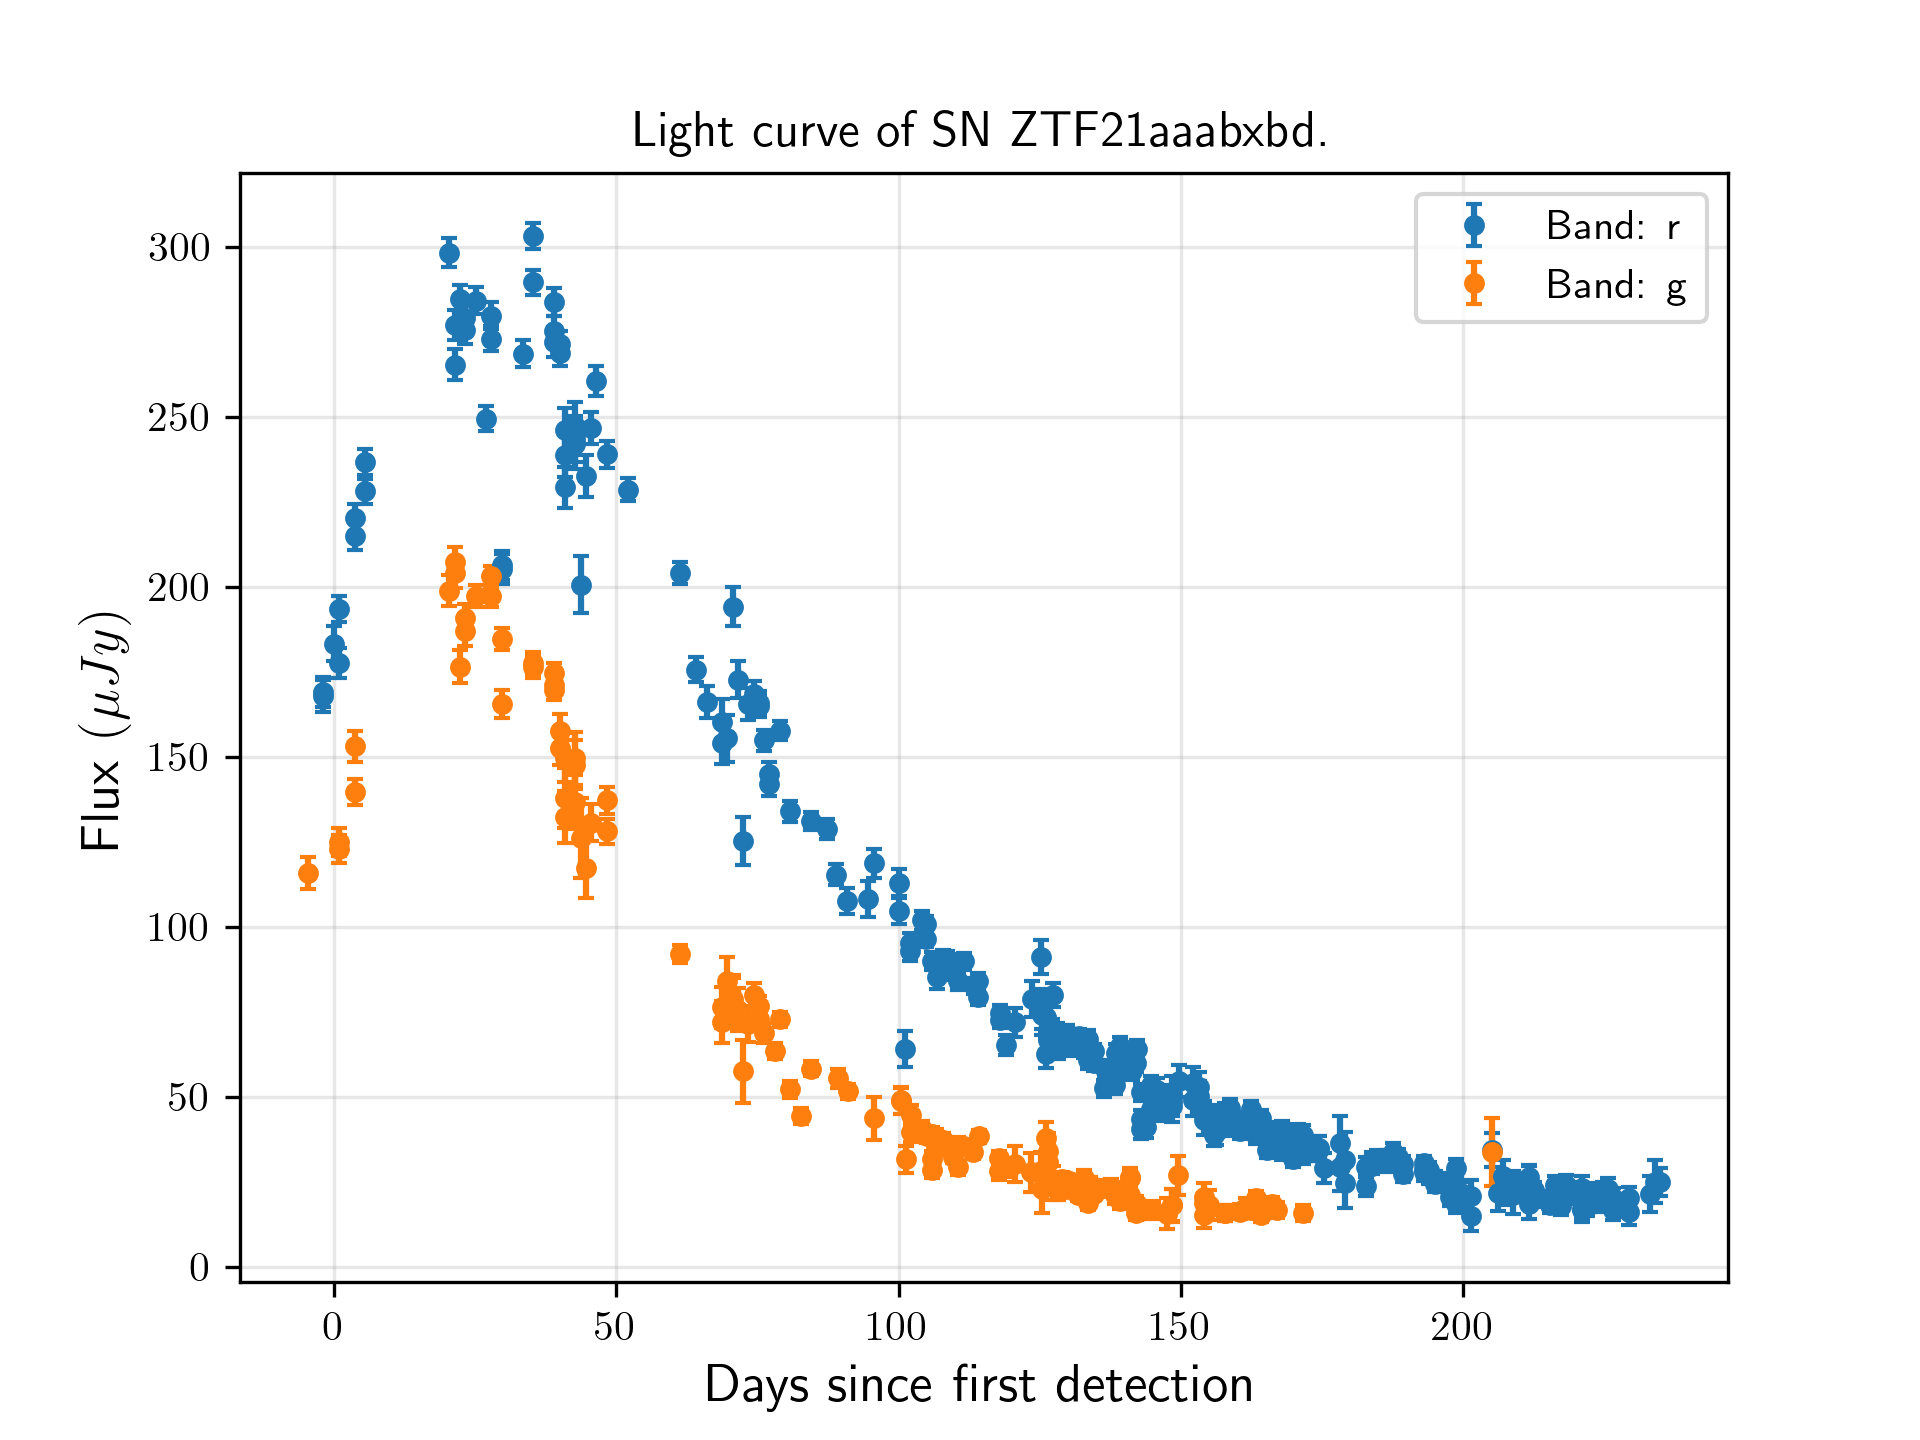 Light curve of SN ZTF21aaabxbd.
Band: r
Band: g
300
250
200
150
100
50
0
Flux (μJy)
0 50 100 150 200
Days since first detection